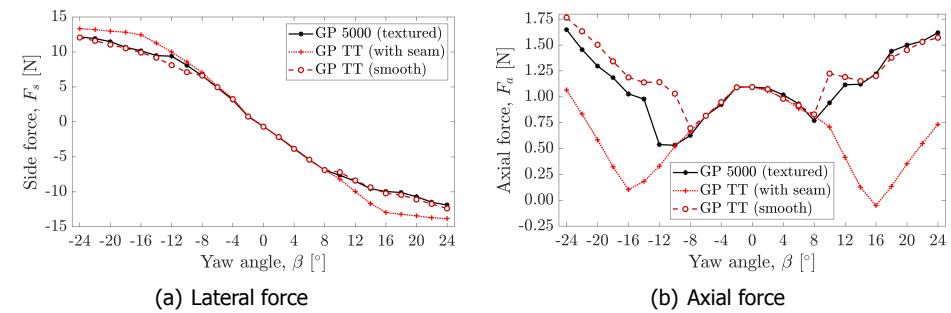 15
10
5
0
-5
-10
-15
Side force, F_s [N]
GP 5000 (textured)
GP TT (with seam)
GP TT (smooth)
-24 -20 -16 -12 -8 -4 0 4 8 12 16 20 24
Yaw angle, β [°]
(a) Lateral force
1.75
1.50
1.25
1.00
0.75
0.50
0.25
0.00
-0.25
Axial force, F_a [N]
GP 5000 (textured)
GP TT (with seam)
GP TT (smooth)
-24 -20 -16 -12 -8 -4 0 4 8 12 16 20 24
Yaw angle, β [°]
(b) Axial force